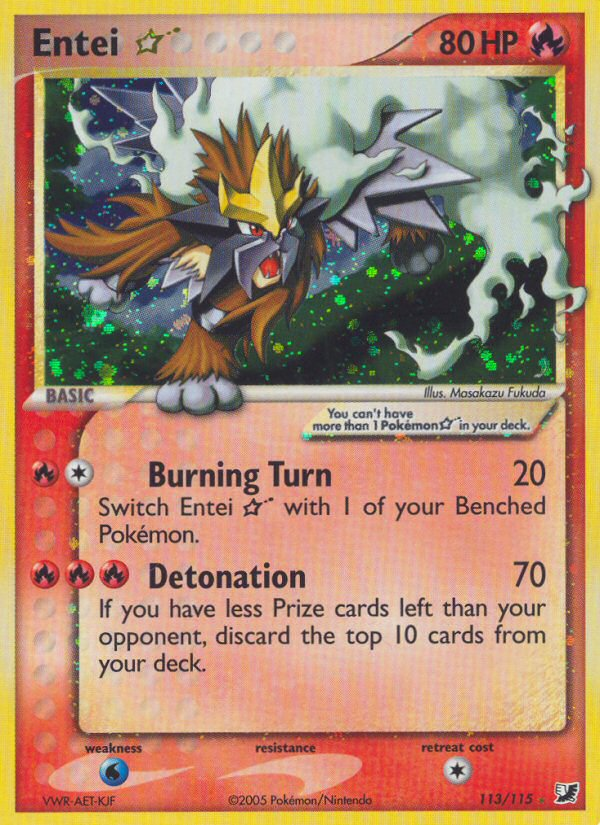 Entei ☆ 80 HP
BASIC
Illus. Masakazu Fukuda
You can't have
more than 1 Pokémon ☆ in your deck.
Burning Turn 20
Switch Entei ☆ with 1 of your Benched
Pokémon.
Detonation 70
If you have less Prize cards left than your
opponent, discard the top 10 cards from
your deck.
weakness resistance retreat cost
VWR-AET-KJF ©2005 Pokémon/Nintendo 113/115 ★